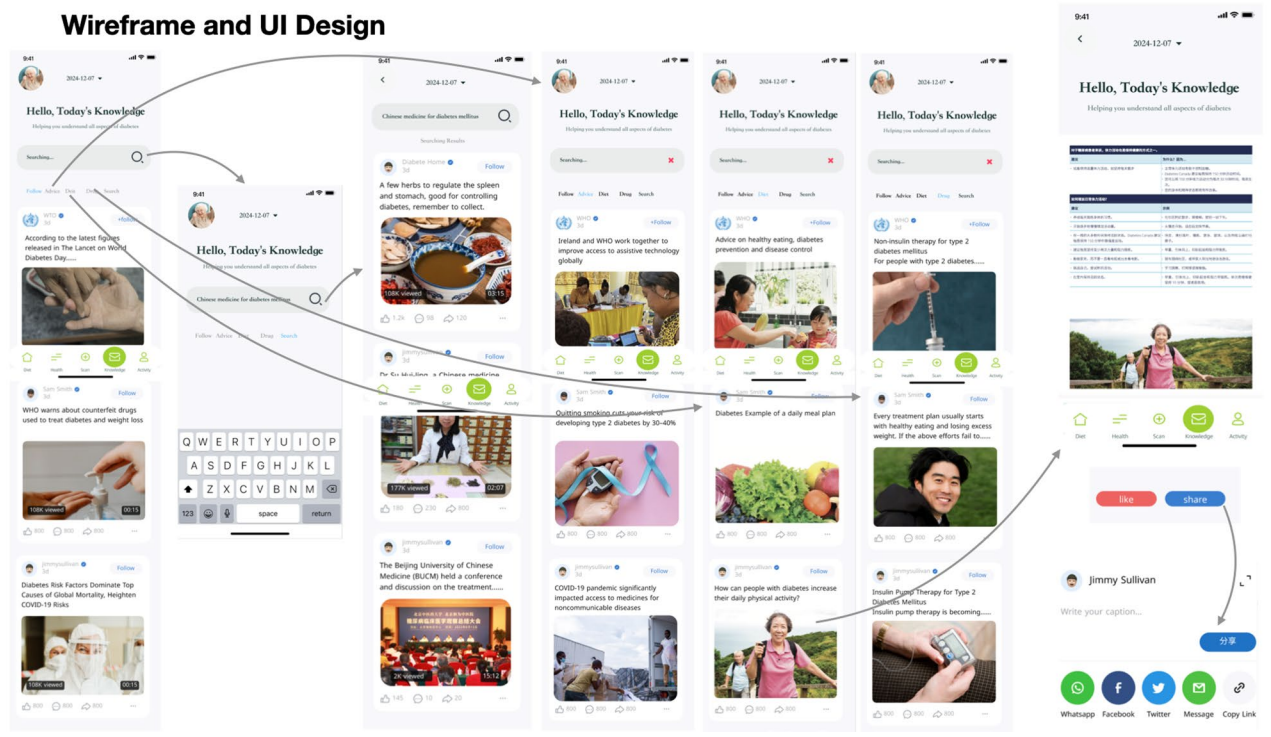 Wireframe and UI Design
9:41
2024-12-07
Hello, Today's Knowledge
Helping you understand all aspects of diabetes
Searching...
Follow Advice Diet Drug Search
WHO
3d
+Follow
According to the latest figures
released in The Lancet on World
Diabetes Day......
Diet Health Scan Knowledge Activity
Sam Smith
3d
Follow
WHO warns about counterfeit drugs
used to treat diabetes and weight loss
108K viewed
00:15
800 800 800
jimmysullivan
3d
Follow
Diabetes Risk Factors Dominate Top
Causes of Global Mortality, Heighten
COVID-19 Risks
108K viewed
00:15
800 800 800
9:41
2024-12-07
Hello, Today's Knowledge
Helping you understand all aspects of diabetes
Chinese medicine for diabetes mellitus
Follow Advice Diet Drug Search
Q W E R T Y U I O P
A S D F G H J K L
Z X C V B N M
123 space return
9:41
2024-12-07
Chinese medicine for diabetes mellitus
Searching Results
Diabetes Home
3d
Follow
A few herbs to regulate the spleen
and stomach, good for controlling
diabetes, remember to collect.
108K viewed
03:15
1.2k 98 120
jimmysullivan
3d
Follow
Dr Su Hui-ling, a Chinese medicine
Diet Health Scan Knowledge Activity
177K viewed
02:07
180 230 800
jimmysullivan
3d
Follow
The Beijing University of Chinese
Medicine (BUCM) held a conference
and discussion on the treatment......
2K viewed
15:12
145 10 20
9:41
2024-12-07
Hello, Today's Knowledge
Helping you understand all aspects of diabetes
Searching...
Follow Advice Diet Drug Search
WHO
3d
+Follow
Ireland and WHO work together to
improve access to assistive technology
globally
Diet Health Scan Knowledge Activity
Sam Smith
3d
Follow
Quitting smoking cuts your risk of
developing type 2 diabetes by 30–40%
800 800 800
jimmysullivan
3d
Follow
COVID-19 pandemic significantly
impacted access to medicines for
noncommunicable diseases
800 800 800
9:41
2024-12-07
Hello, Today's Knowledge
Helping you understand all aspects of diabetes
Searching...
Follow Advice Diet Drug Search
WHO
3d
+Follow
Advice on healthy eating, diabetes
prevention and disease control
Diet Health Scan Knowledge Activity
Sam Smith
3d
Follow
Diabetes Example of a daily meal plan
800 800 800
jimmysullivan
3d
Follow
How can people with diabetes increase
their daily physical activity?
800 800 800
9:41
2024-12-07
Hello, Today's Knowledge
Helping you understand all aspects of diabetes
Searching...
Follow Advice Diet Drug Search
WHO
3d
+Follow
Non-insulin therapy for type 2
diabetes mellitus
For people with type 2 diabetes......
Diet Health Scan Knowledge Activity
Sam Smith
3d
Follow
Every treatment plan usually starts
with healthy eating and losing excess
weight. If the above efforts fail to......
800 800 800
jimmysullivan
3d
Follow
Insulin Pump Therapy for Type 2
Diabetes Mellitus
Insulin pump therapy is becoming......
800 800 800
9:41
2024-12-07
Hello, Today's Knowledge
Helping you understand all aspects of diabetes
Diet Health Scan Knowledge Activity
like share
Jimmy Sullivan
Write your caption...
分享
Whatsapp Facebook Twitter Message Copy Link